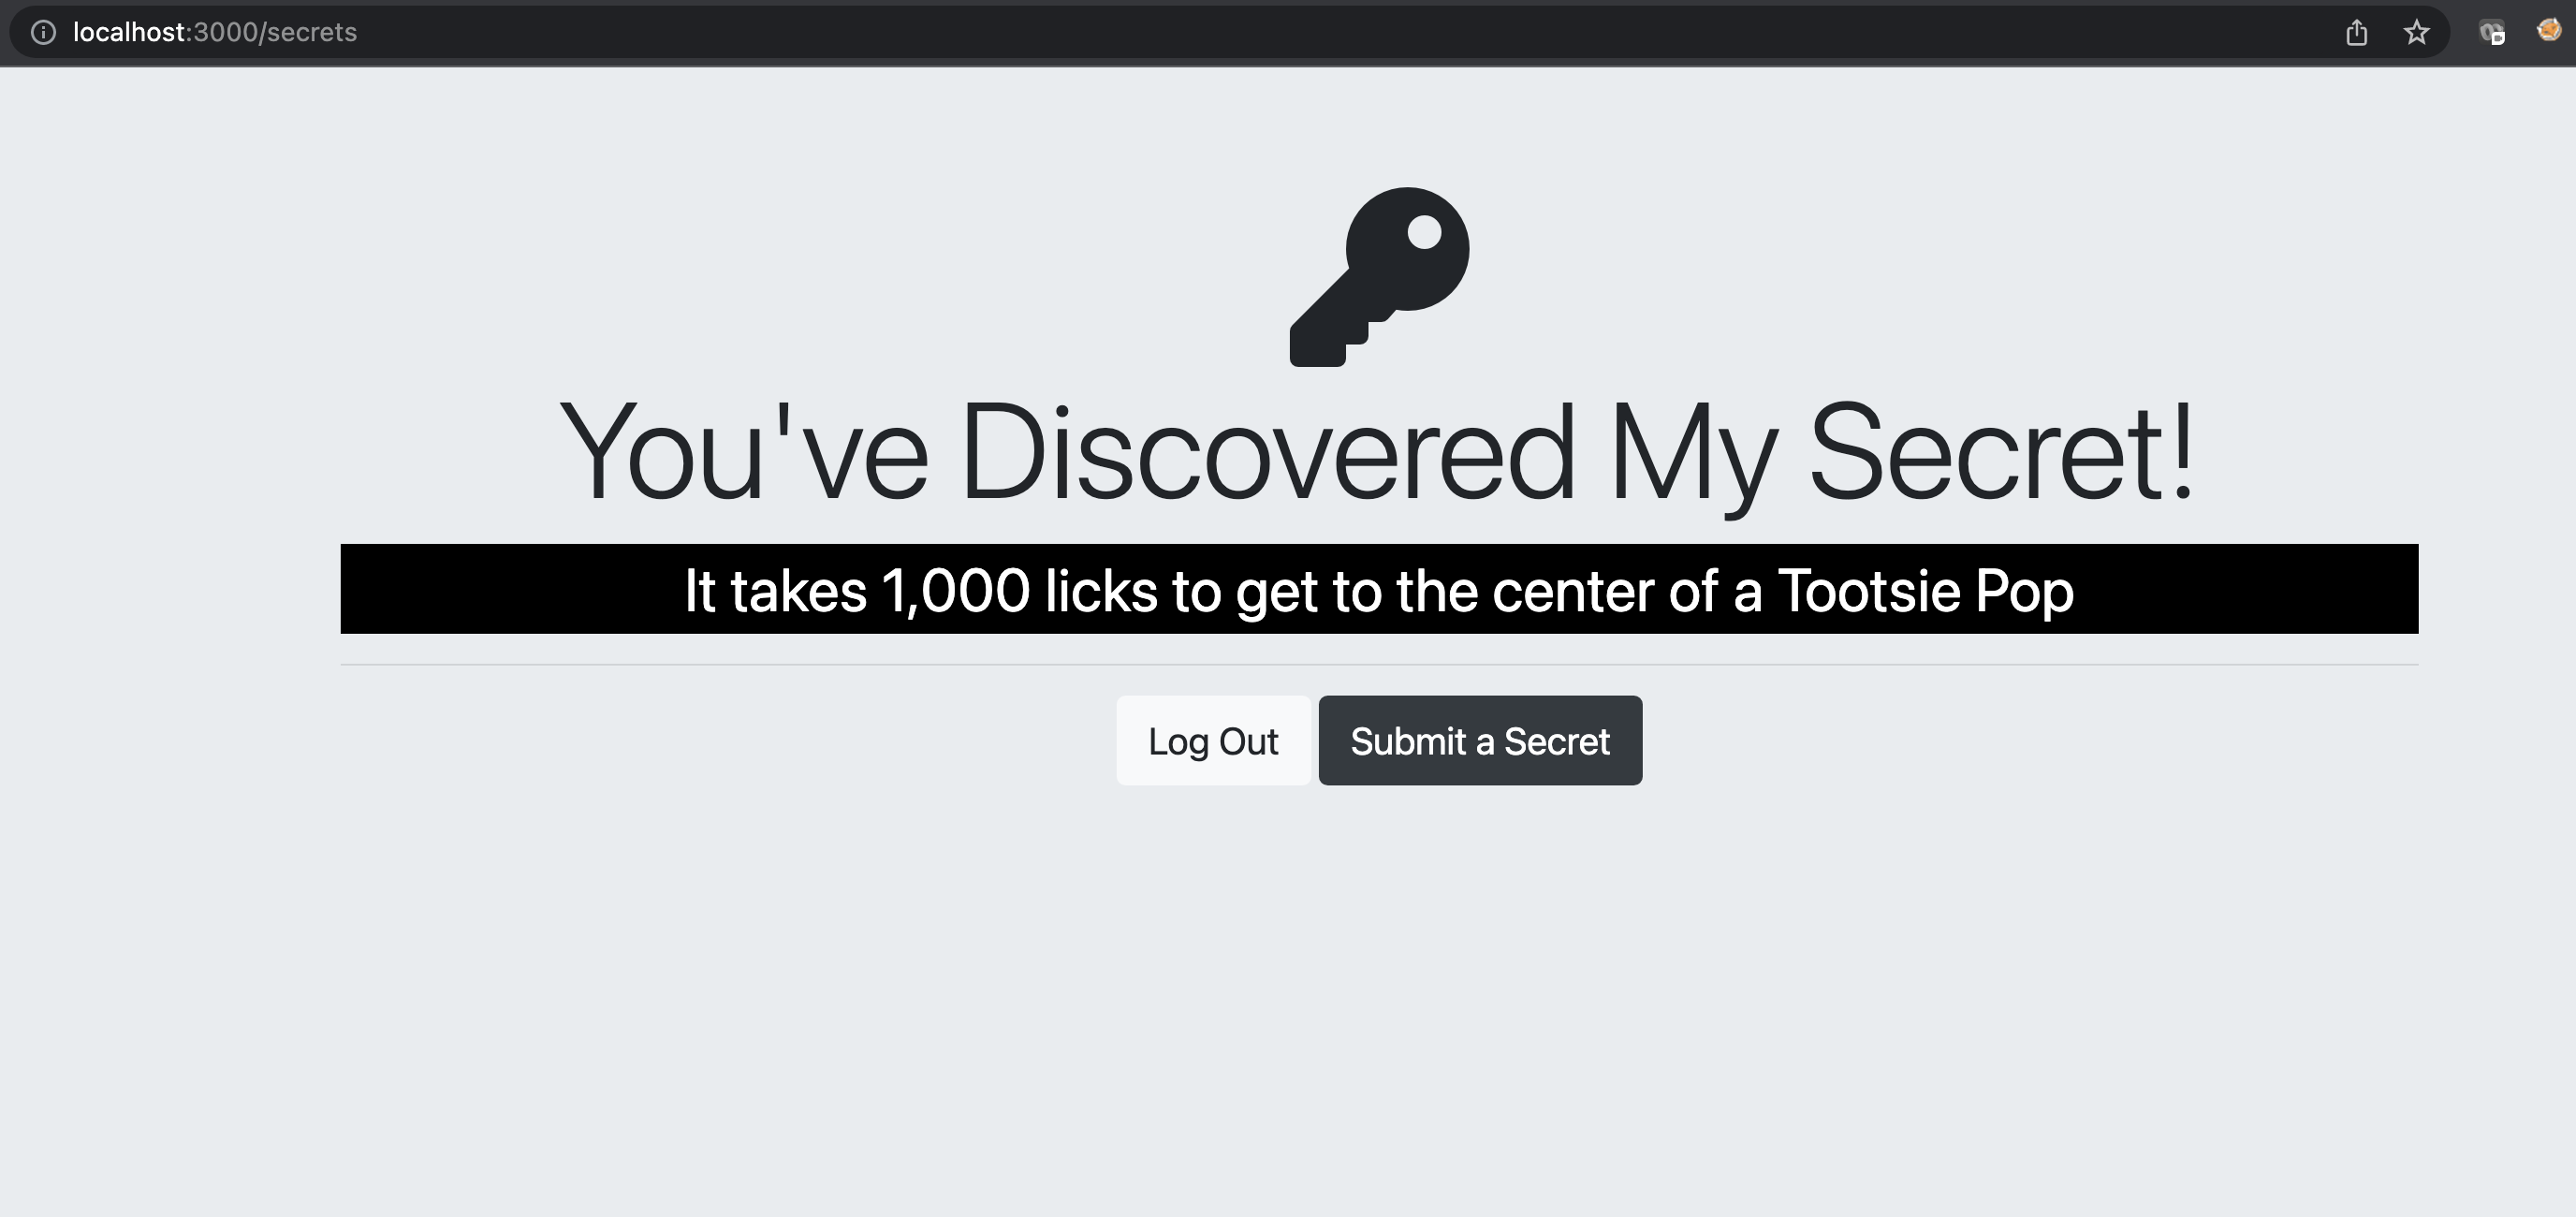 localhost:3000/secrets
You've Discovered My Secret!
It takes 1,000 licks to get to the center of a Tootsie Pop
Log Out
Submit a Secret